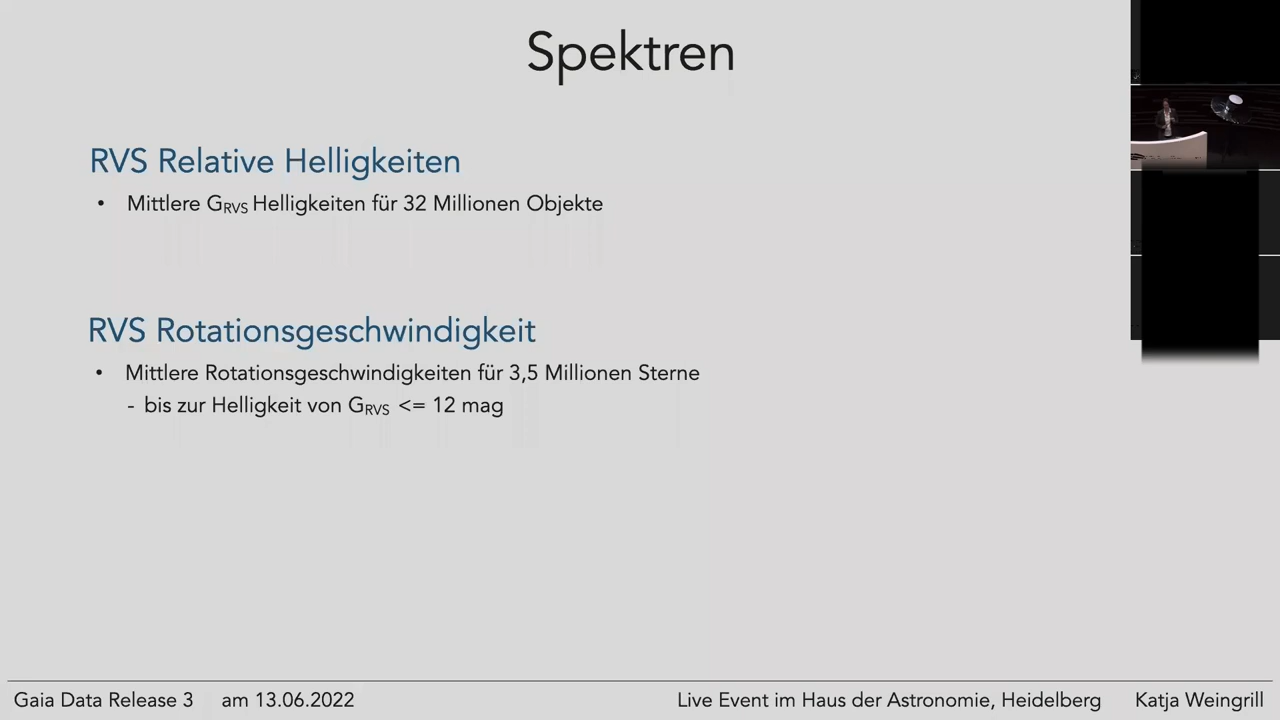 Spektren
RVS Relative Helligkeiten
• Mittlere GRVS Helligkeiten für 32 Millionen Objekte
RVS Rotationsgeschwindigkeit
• Mittlere Rotationsgeschwindigkeiten für 3,5 Millionen Sterne
- bis zur Helligkeit von GRVS <= 12 mag
Gaia Data Release 3 am 13.06.2022 Live Event im Haus der Astronomie, Heidelberg Katja Weingrill